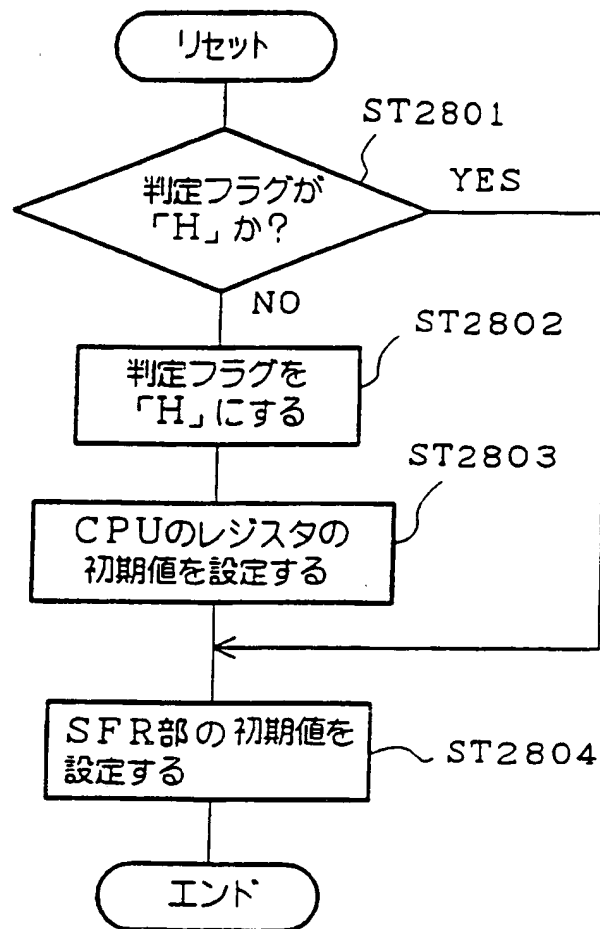 リセット
ST2801
判定フラグが
「H」か?
YES
NO
ST2802
判定フラグを
「H」にする
ST2803
CPUのレジスタの
初期値を設定する
SFR部の初期値を
設定する
ST2804
エンド